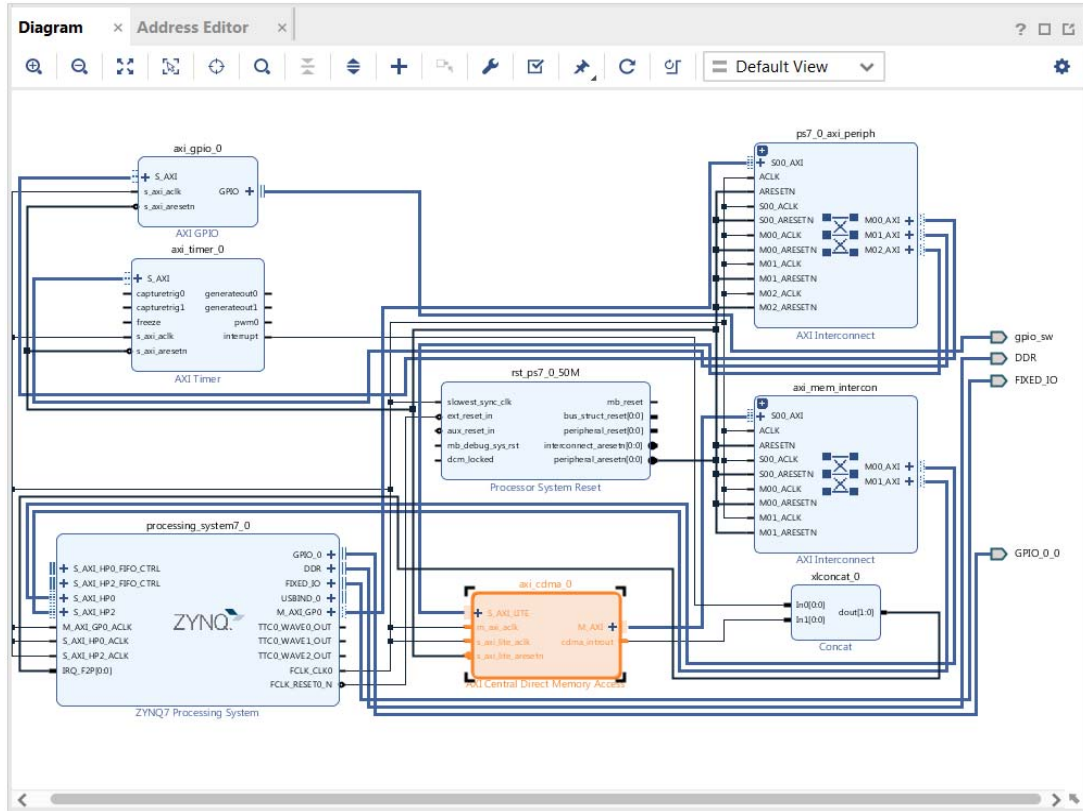 Diagram × Address Editor ×
? 
Default View
axi_gpio_0
S_AXI
s_axi_aclk GPIO
s_axi_aresetn
AXI GPIO
axi_timer_0
S_AXI
capturetrig0 generateout0
capturetrig1 generateout1
freeze pwm0
s_axi_aclk interrupt
s_axi_aresetn
AXI Timer
ps7_0_axi_periph
S00_AXI
ACLK
ARESETN
S00_ACLK
S00_ARESETN M00_AXI
M00_ACLK M01_AXI
M00_ARESETN M02_AXI
M01_ACLK
M01_ARESETN
M02_ACLK
M02_ARESETN
AXI Interconnect
gpio_sw
DDR
FIXED_IO
rst_ps7_0_50M
slowest_sync_clk mb_reset
ext_reset_in bus_struct_reset[0:0]
aux_reset_in peripheral_reset[0:0]
mb_debug_sys_rst interconnect_aresetn[0:0]
dcm_locked peripheral_aresetn[0:0]
Processor System Reset
axi_mem_intercon
S00_AXI
ACLK
ARESETN
S00_ACLK
S00_ARESETN M00_AXI
M00_ACLK M01_AXI
M00_ARESETN
M01_ACLK
M01_ARESETN
AXI Interconnect
GPIO_0_0
processing_system7_0
GPIO_0
S_AXI_HP0_FIFO_CTRL DDR
S_AXI_HP2_FIFO_CTRL FIXED_IO
S_AXI_HP0 USBIND_0
S_AXI_HP2 M_AXI_GP0
ZYNQ
M_AXI_GP0_ACLK TTC0_WAVE0_OUT
S_AXI_HP0_ACLK TTC0_WAVE1_OUT
S_AXI_HP2_ACLK TTC0_WAVE2_OUT
IRQ_F2P[0:0] FCLK_CLK0
FCLK_RESET0_N
ZYNQ7 Processing System
axi_cdma_0
S_AXI_LITE
m_axi_aclk M_AXI
s_axi_lite_aclk cdma_introut
s_axi_lite_aresetn
AXI Central Direct Memory Access
xlconcat_0
In0[0:0]
In1[0:0] dout[1:0]
Concat